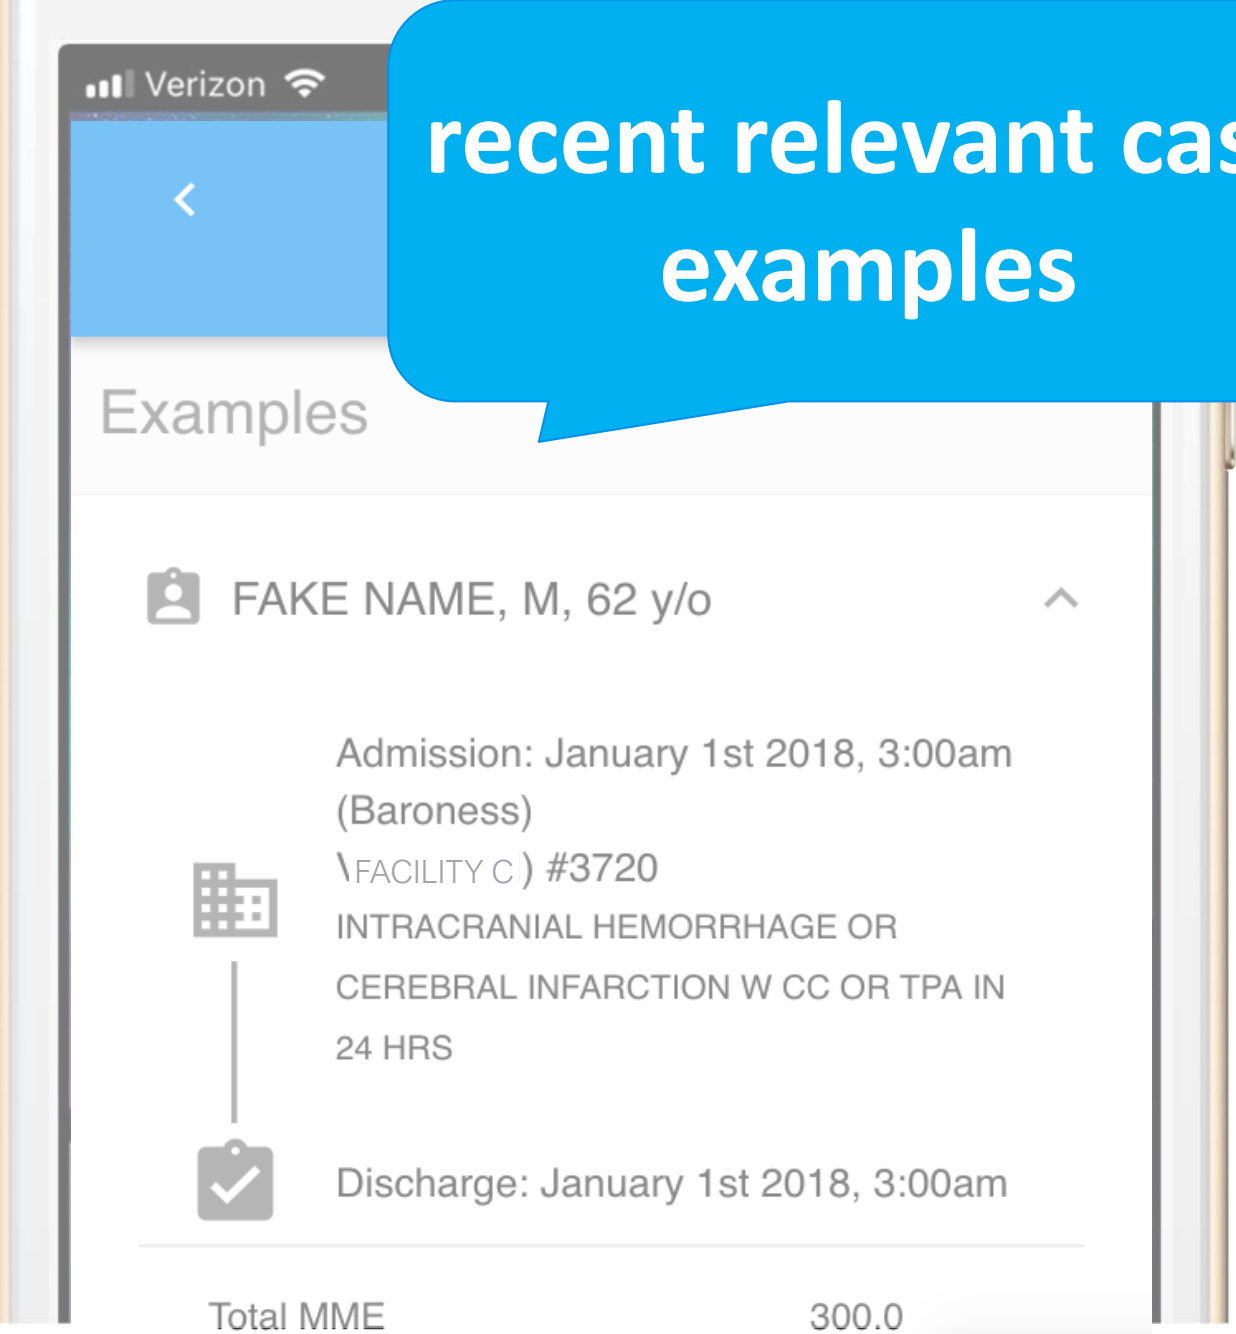 Verizon
recent relevant
examples
Examples
FAKE NAME, M, 62 y/o
Admission: January 1st 2018, 3:00am
(Baroness)
\FACILITY C ) #3720
INTRACRANIAL HEMORRHAGE OR
CEREBRAL INFARCTION W CC OR TPA IN
24 HRS
Discharge: January 1st 2018, 3:00am
Total MME 300.0